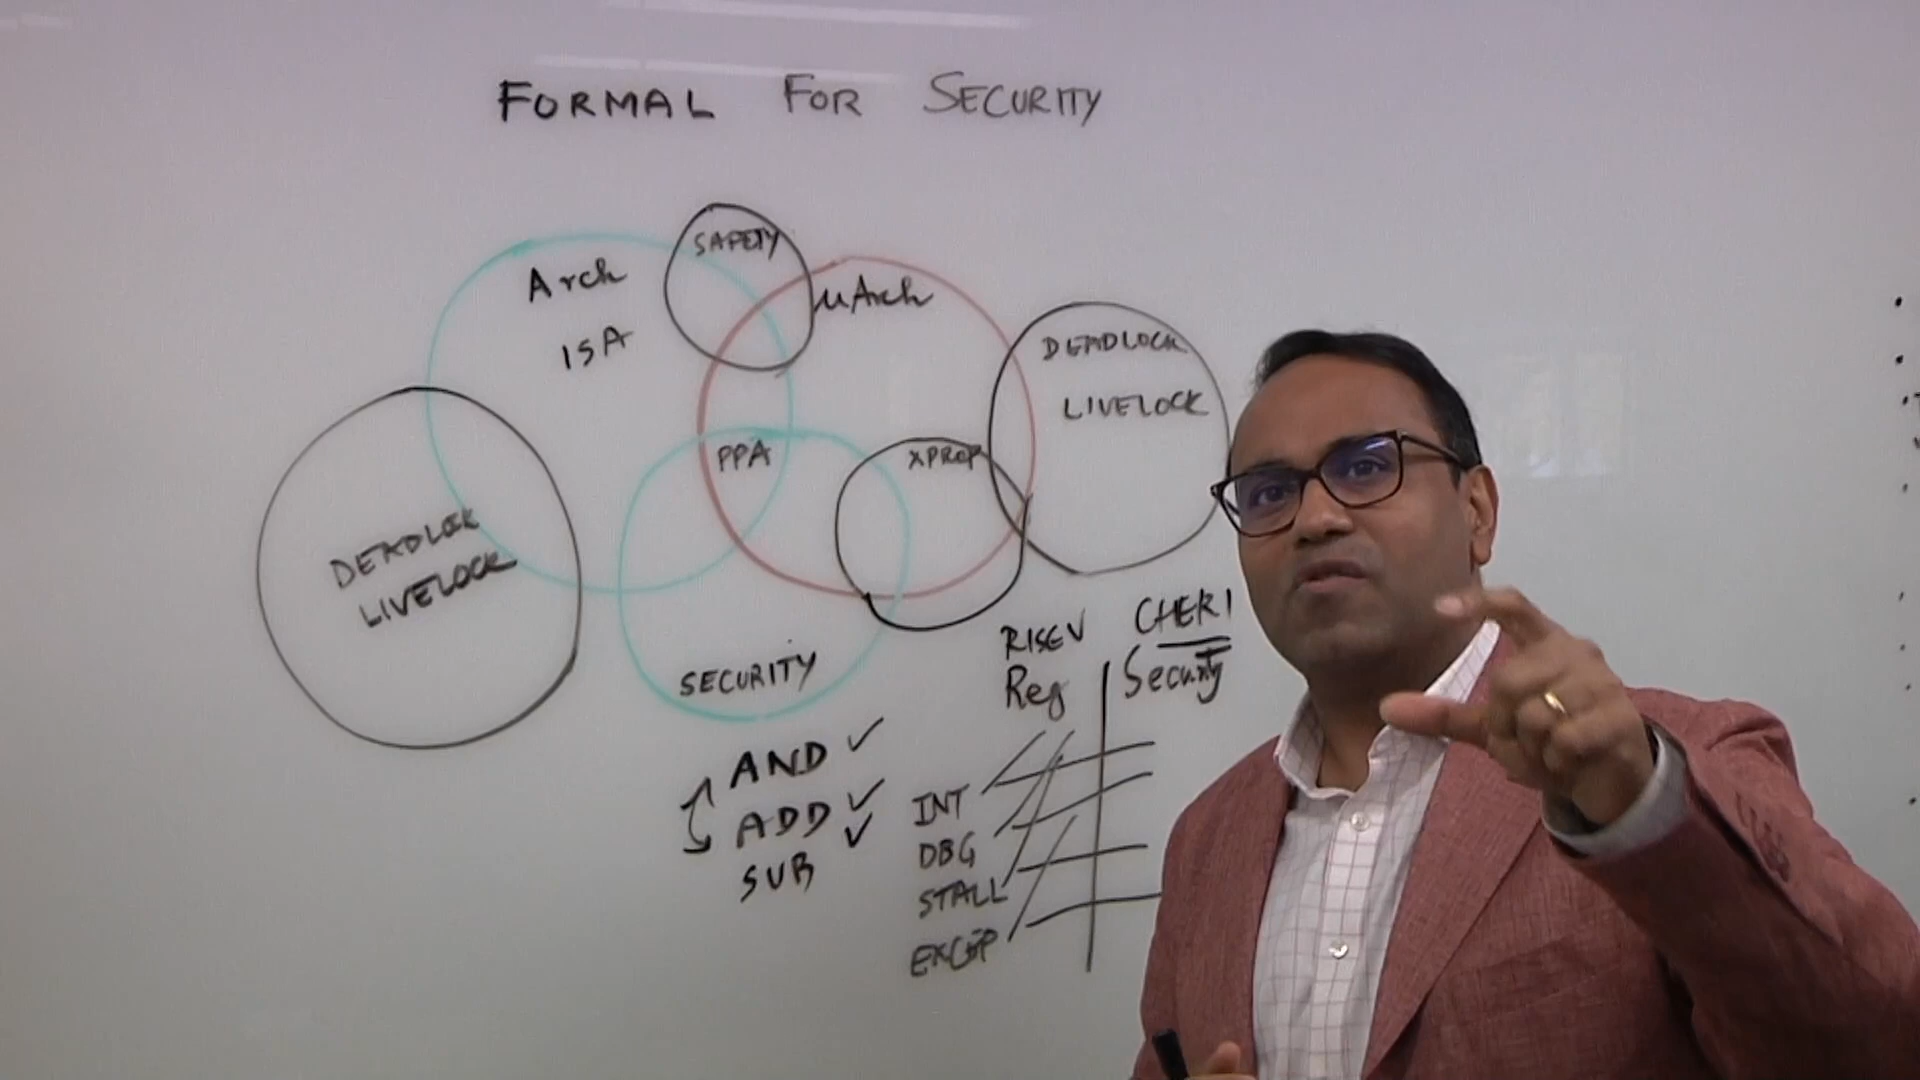 FORMAL FOR SECURITY
SAFETY
Arch
ISA
µArch
DEADLOCK
LIVELOCK
PPA
XPROP
DEADLOCK
LIVELOCK
SECURITY
RISCV
CHERI
Reg
Security
AND ✓
ADD ✓
SUB ✓
INT
DBG
STALL
EXCEP